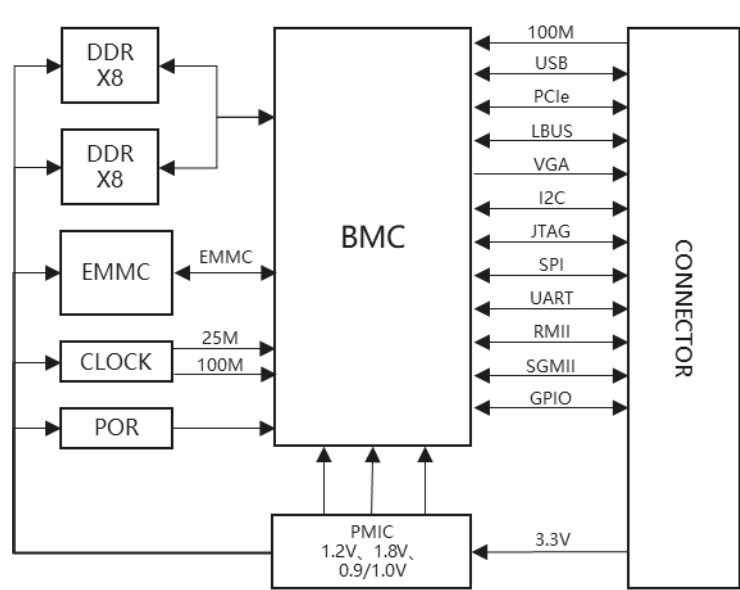 DDR
X8
DDR
X8
EMMC
EMMC
CLOCK
25M
100M
POR
BMC
100M
USB
PCIe
LBUS
VGA
I2C
JTAG
SPI
UART
RMII
SGMII
GPIO
CONNECTOR
PMIC
1.2V、1.8V、
0.9/1.0V
3.3V